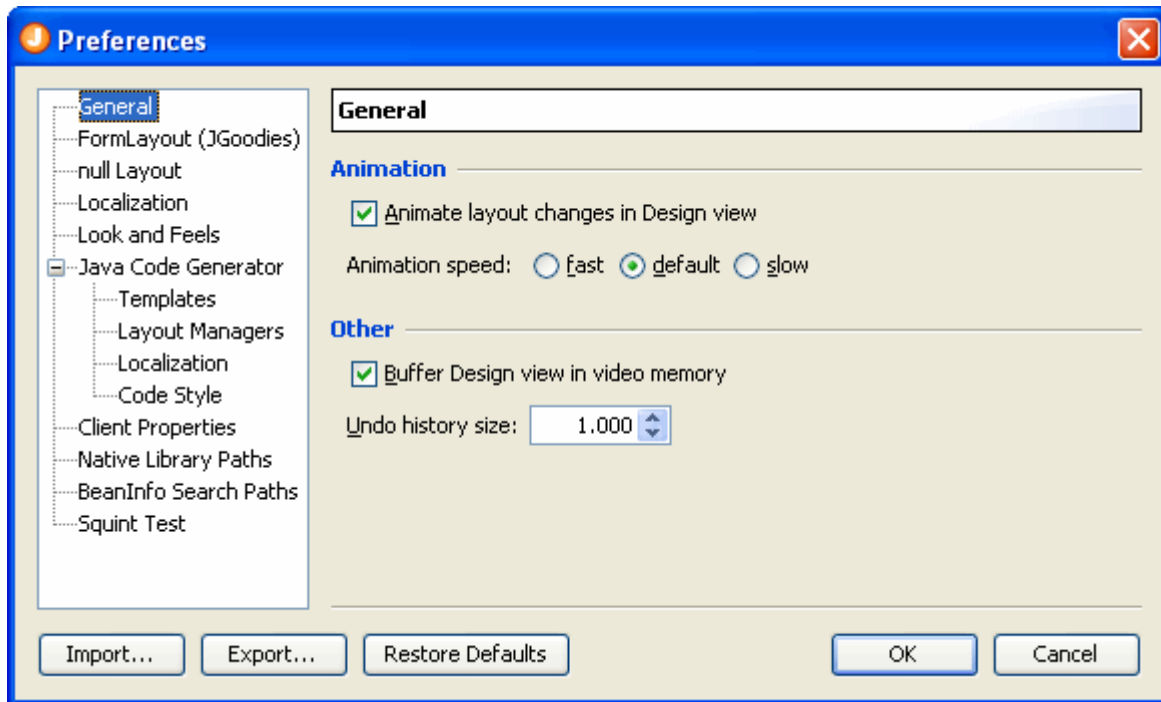 Preferences
General
FormLayout (JGoodies)
null Layout
Localization
Look and Feels
Java Code Generator
Templates
Layout Managers
Localization
Code Style
Client Properties
Native Library Paths
BeanInfo Search Paths
Squint Test
General
Animation
Animate layout changes in Design view
Animation speed: fast default slow
Other
Buffer Design view in video memory
Undo history size: 1.000
Import... Export... Restore Defaults OK Cancel